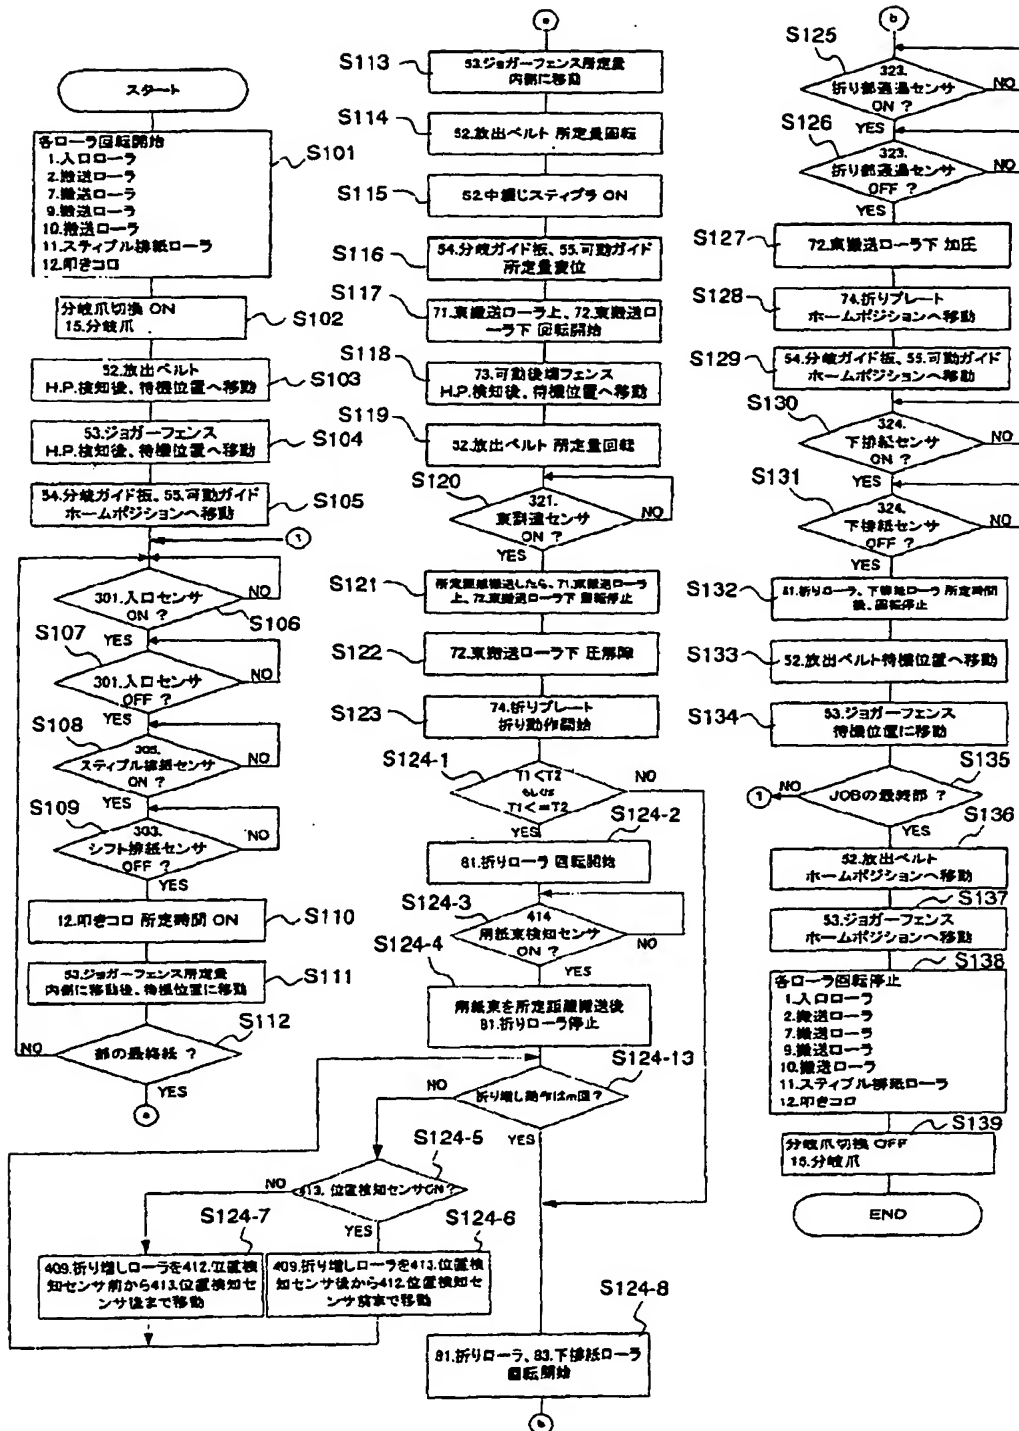 スタート
各ローラ回転開始
1.入口ローラ
2.搬送ローラ
7.搬送ローラ
9.搬送ローラ
10.搬送ローラ
11.スティプル排紙ローラ
12.叩きコロ
S101
分岐爪切換 ON
15.分岐爪
S102
52.放出ベルト
H.P.検知後、待機位置へ移動
S103
53.ジョガーフェンス
H.P.検知後、待機位置へ移動
S104
54.分岐ガイド板、55.可動ガイド
ホームポジションへ移動
S105
1
301.入口センサ
ON ?
NO
S106
YES
S107
301.入口センサ
OFF ?
NO
YES
S108
305.
スティプル排紙センサ
ON ?
NO
YES
S109
303.
シフト排紙センサ
OFF ?
NO
YES
12.叩きコロ 所定時間 ON
S110
53.ジョガーフェンス所定量
内側に移動後、待機位置に移動
S111
S112
部の最終紙 ?
NO
YES
a
a
S113
53.ジョガーフェンス所定量
内側に移動
S114
52.放出ベルト 所定量回転
S115
52.中綴じスティプラ ON
S116
54.分岐ガイド板、55.可動ガイド
所定量変位
S117
71.束搬送ローラ上、72.束搬送ロ
ーラ下 回転開始
S118
73.可動後端フェンス
H.P.検知後、待機位置へ移動
S119
52.放出ベルト 所定量回転
S120
321.
束到達センサ
ON ?
NO
YES
S121
所定距離搬送したら、71.束搬送ローラ
上、72.束搬送ローラ下 回転停止
S122
72.束搬送ローラ下 圧解除
S123
74.折りプレート
折り動作開始
S124-1
T1<T2
もしくは
T1<=T2
NO
YES
S124-2
81.折りローラ 回転開始
S124-3
414
用紙束検知センサ
ON ?
NO
YES
S124-4
用紙束を所定距離搬送後
81.折りローラ停止
S124-13
折り増し動作はm回?
NO
YES
S124-5
413. 位置検知センサON?
NO
YES
S124-7
409.折り増しローラを412.位置検
知センサ前から413.位置検知セ
ンサ後まで移動
S124-6
409.折り増しローラを413.位置検
知センサ後から412.位置検知セ
ンサ前まで移動
S124-8
81.折りローラ、83.下排紙ローラ
回転開始
b
b
S125
323.
折り部通過センサ
ON ?
NO
YES
S126
323.
折り部通過センサ
OFF ?
NO
YES
S127
72.束搬送ローラ下 加圧
S128
74.折りプレート
ホームポジションへ移動
S129
54.分岐ガイド板、55.可動ガイド
ホームポジションへ移動
S130
324.
下排紙センサ
ON ?
NO
YES
S131
324.
下排紙センサ
OFF ?
NO
YES
S132
81.折りローラ、下排紙ローラ 所定時間
後、回転停止
S133
52.放出ベルト待機位置へ移動
S134
53.ジョガーフェンス
待機位置に移動
S135
JOBの最終部 ?
NO
1
YES
S136
52.放出ベルト
ホームポジションへ移動
S137
53.ジョガーフェンス
ホームポジションへ移動
S138
各ローラ回転停止
1.入口ローラ
2.搬送ローラ
7.搬送ローラ
9.搬送ローラ
10.搬送ローラ
11.スティプル排紙ローラ
12.叩きコロ
S139
分岐爪切換 OFF
15.分岐爪
END